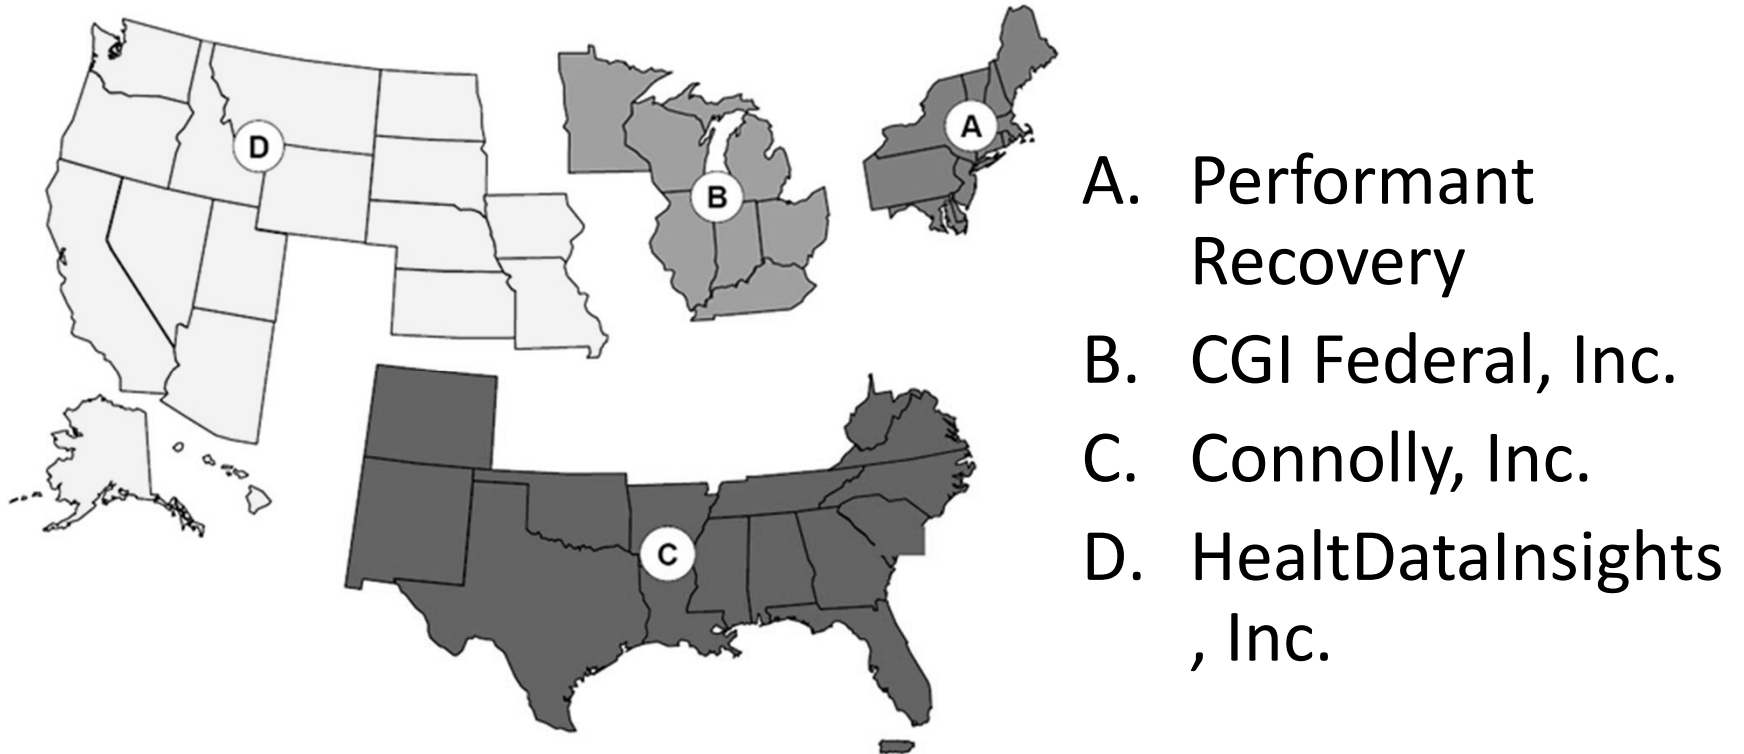 D
B
A
C
A. Performant
Recovery
B. CGI Federal, Inc.
C. Connolly, Inc.
D. HealtDataInsights
, Inc.